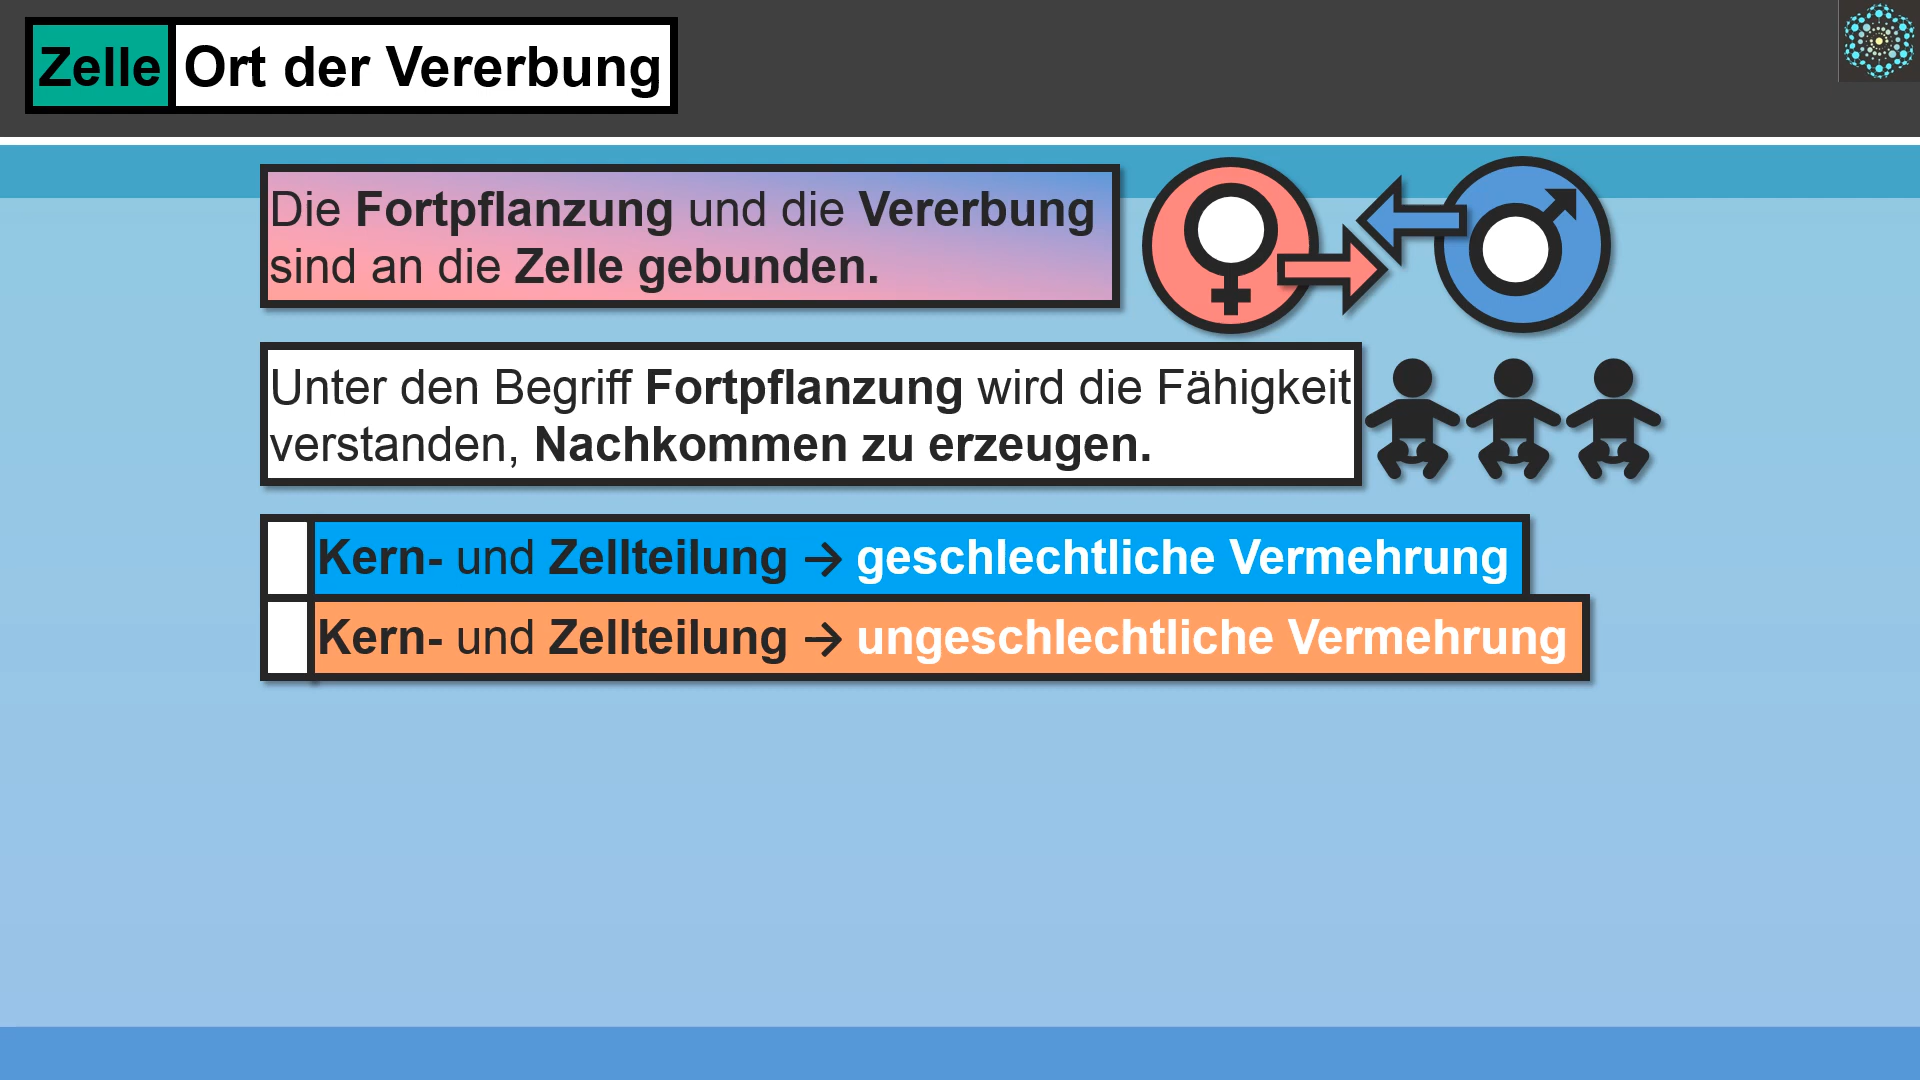 Zelle Ort der Vererbung
Die Fortpflanzung und die Vererbung
sind an die Zelle gebunden.
Unter den Begriff Fortpflanzung wird die Fähigkeit
verstanden, Nachkommen zu erzeugen.
Kern- und Zellteilung → geschlechtliche Vermehrung
Kern- und Zellteilung → ungeschlechtliche Vermehrung